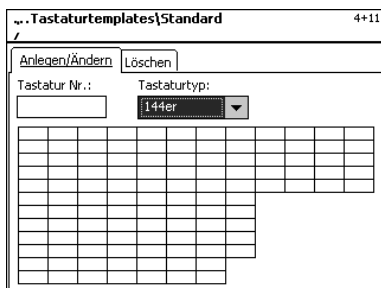 ...Tastaturtemplates\Standard 4+11
/
Anlegen/Ändern Löschen
Tastatur Nr.: Tastaturtyp:
144er